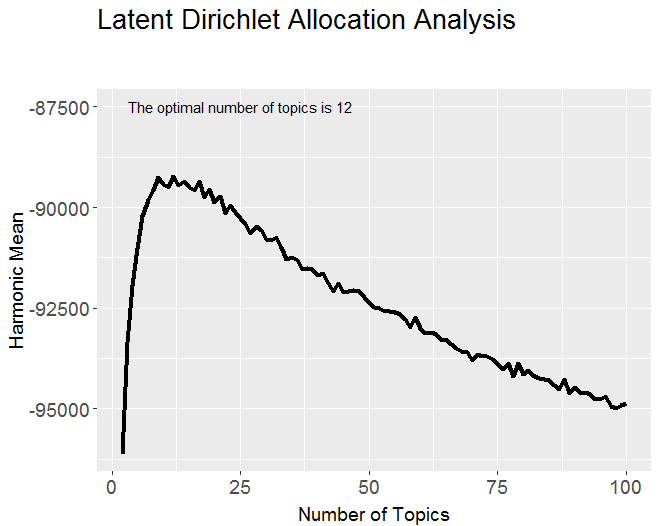 Latent Dirichlet Allocation Analysis
The optimal number of topics is 12
Harmonic Mean
-87500
-90000
-92500
-95000
0 25 50 75 100
Number of Topics